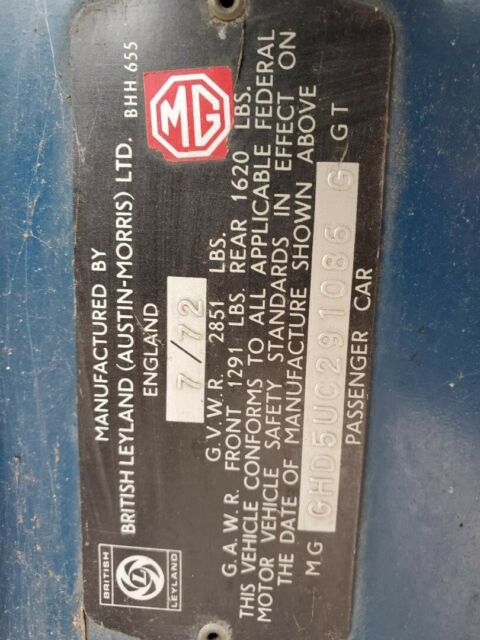 MANUFACTURED BY
BRITISH LEYLAND (AUSTIN-MORRIS) LTD. BHH 655
ENGLAND
MG
7/72
G.V.W.R. 2851 LBS.
G.A.W.R. FRONT 1291 LBS REAR 1620 LBS.
THIS VEHICLE CONFORMS TO ALL APPLICABLE FEDERAL
MOTOR VEHICLE SAFETY STANDARDS IN EFFECT ON
THE DATE OF MANUFACTURE SHOWN ABOVE
MG GHD5UC291086 G GT
PASSENGER CAR
BRITISH
LEYLAND